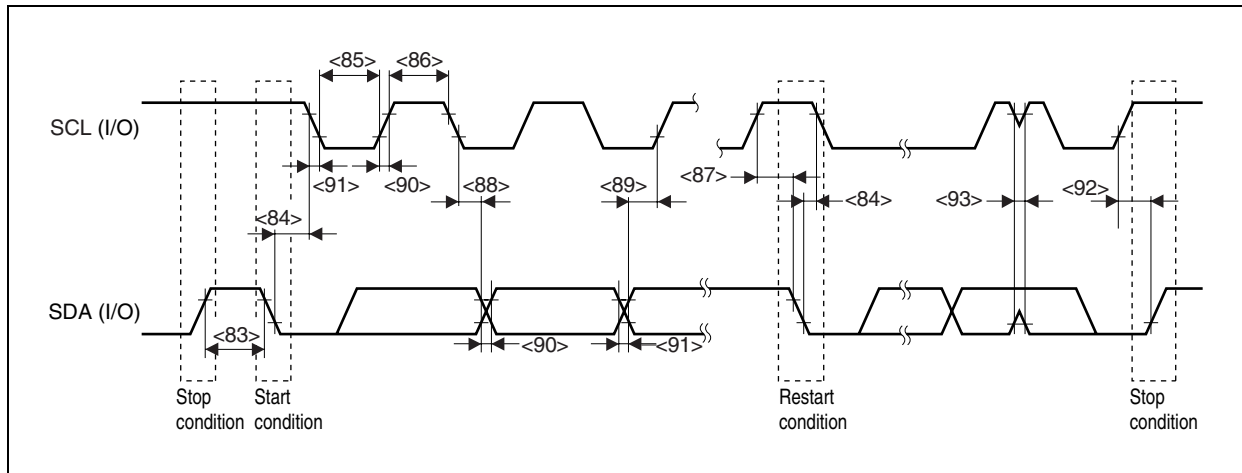 <85>
<86>
SCL (I/O)
<91>
<90>
<88>
<89>
<87>
<84>
<93>
<92>
<84>
SDA (I/O)
<83>
<90>
<91>
Stop
condition
Start
condition
Restart
condition
Stop
condition